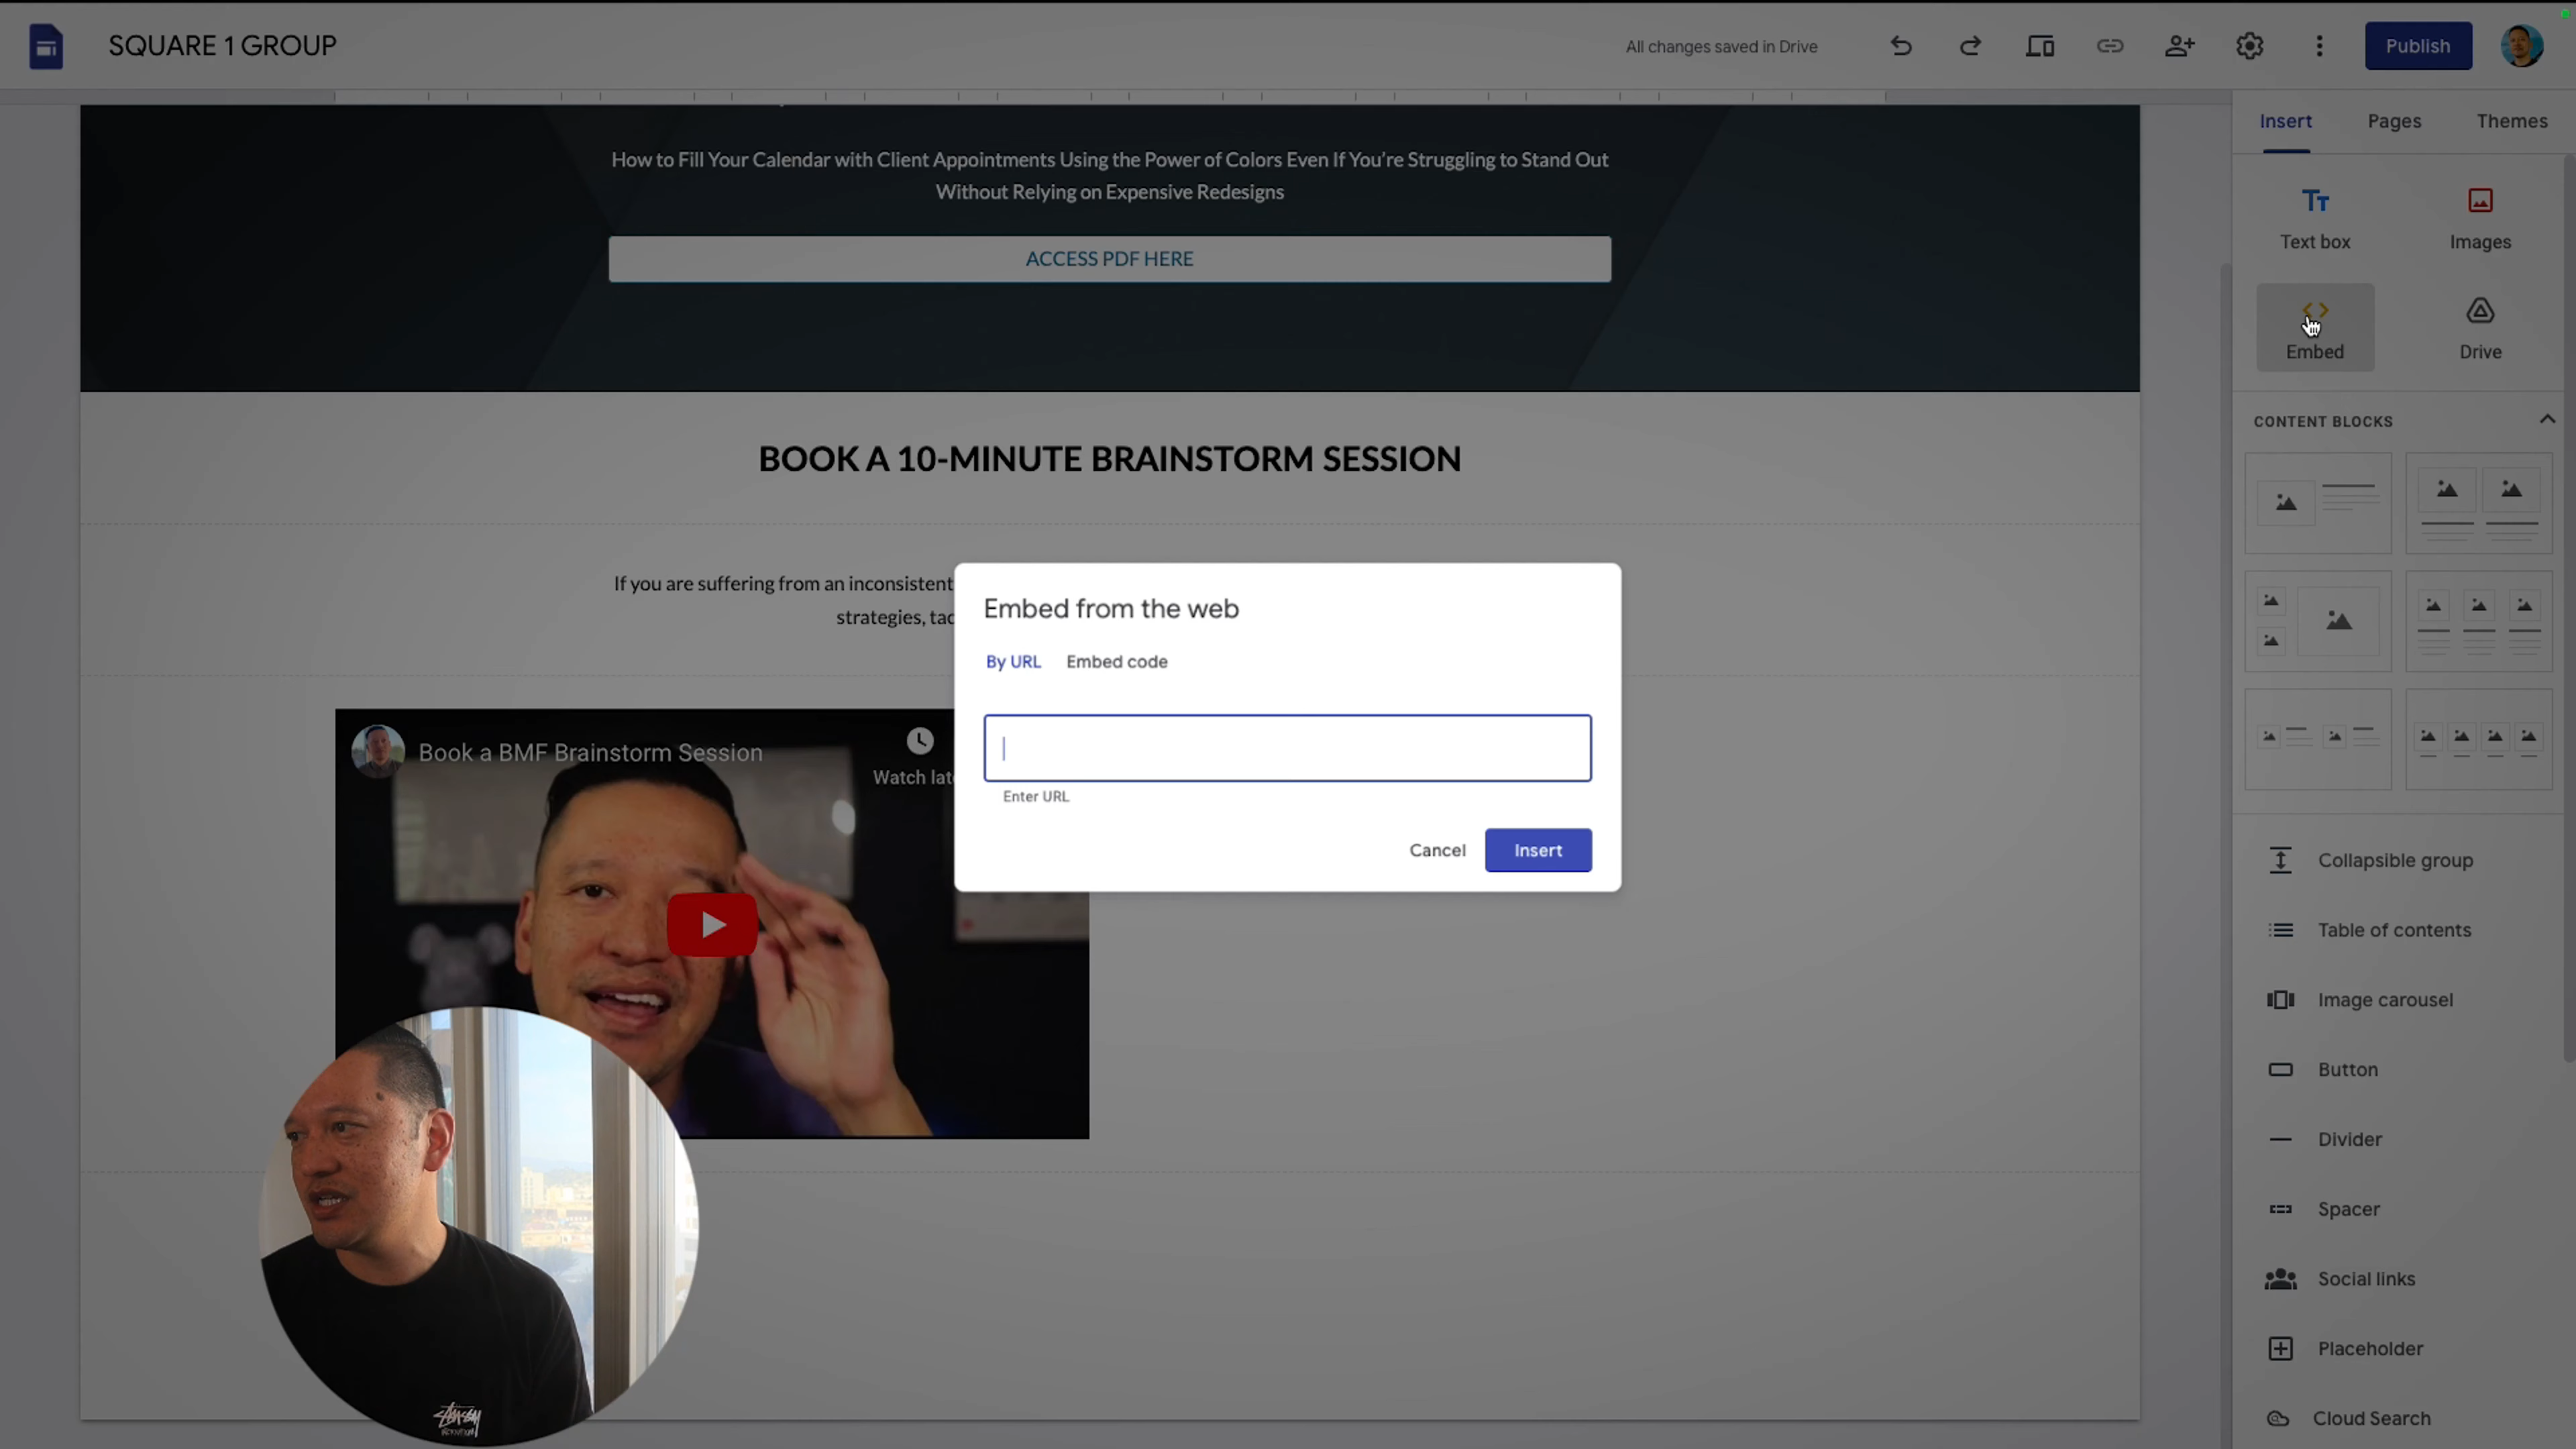 SQUARE 1 GROUP
All changes saved in Drive
Publish
Insert
Pages
Themes
How to Fill Your Calendar with Client Appointments Using the Power of Colors Even If You're Struggling to Stand Out
Without Relying on Expensive Redesigns
ACCESS PDF HERE
Text box
Images
Embed
Drive
CONTENT BLOCKS
BOOK A 10-MINUTE BRAINSTORM SESSION
If you are suffering from an inconsistent
strategies,
Embed from the web
By URL
Embed code
Enter URL
Cancel
Insert
Book a BMF Brainstorm Session
Watch
Collapsible group
Table of contents
Image carousel
Button
Divider
Spacer
Social links
Placeholder
Cloud Search